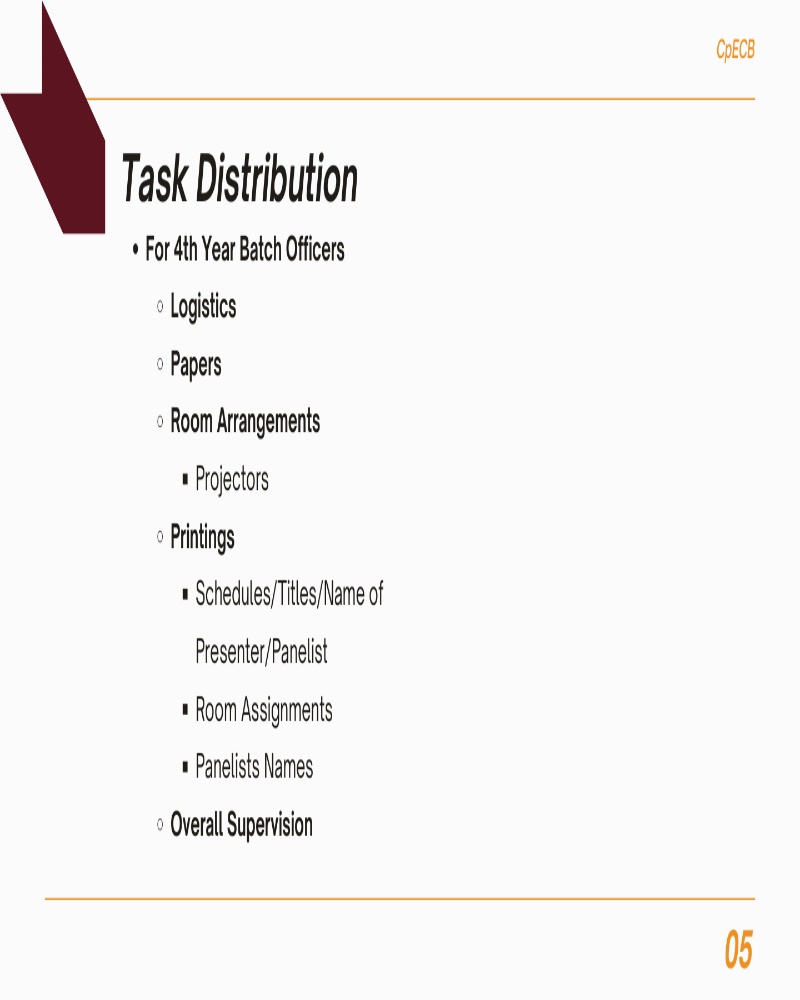 CpECB
Task Distribution
• For 4th Year Batch Officers
○ Logistics
○ Papers
○ Room Arrangements
▪ Projectors
○ Printings
▪ Schedules/Titles/Name of
Presenter/Panelist
▪ Room Assignments
▪ Panelists Names
○ Overall Supervision
05